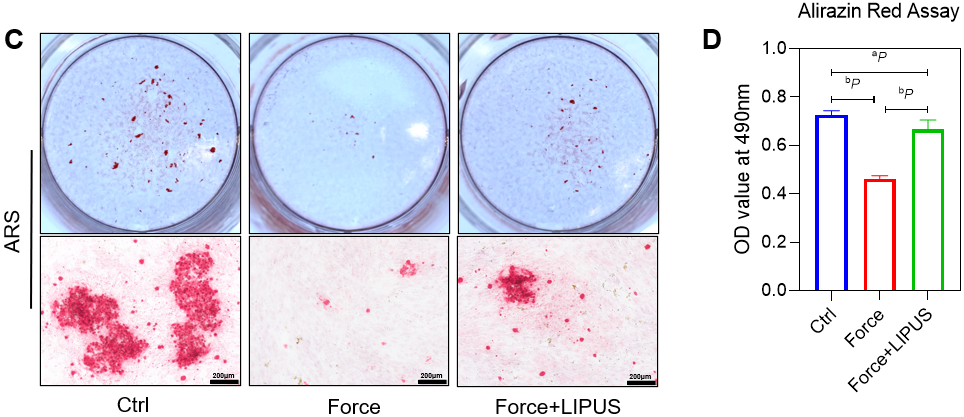 C
ARS
200μm
200μm
200μm
Ctrl
Force
Force+LIPUS
D
Alirazin Red Assay
OD value at 490nm
1.0
0.8
0.6
0.4
0.2
0.0
ᵃP
ᵇP
ᵇP
Ctrl
Force
Force+LIPUS